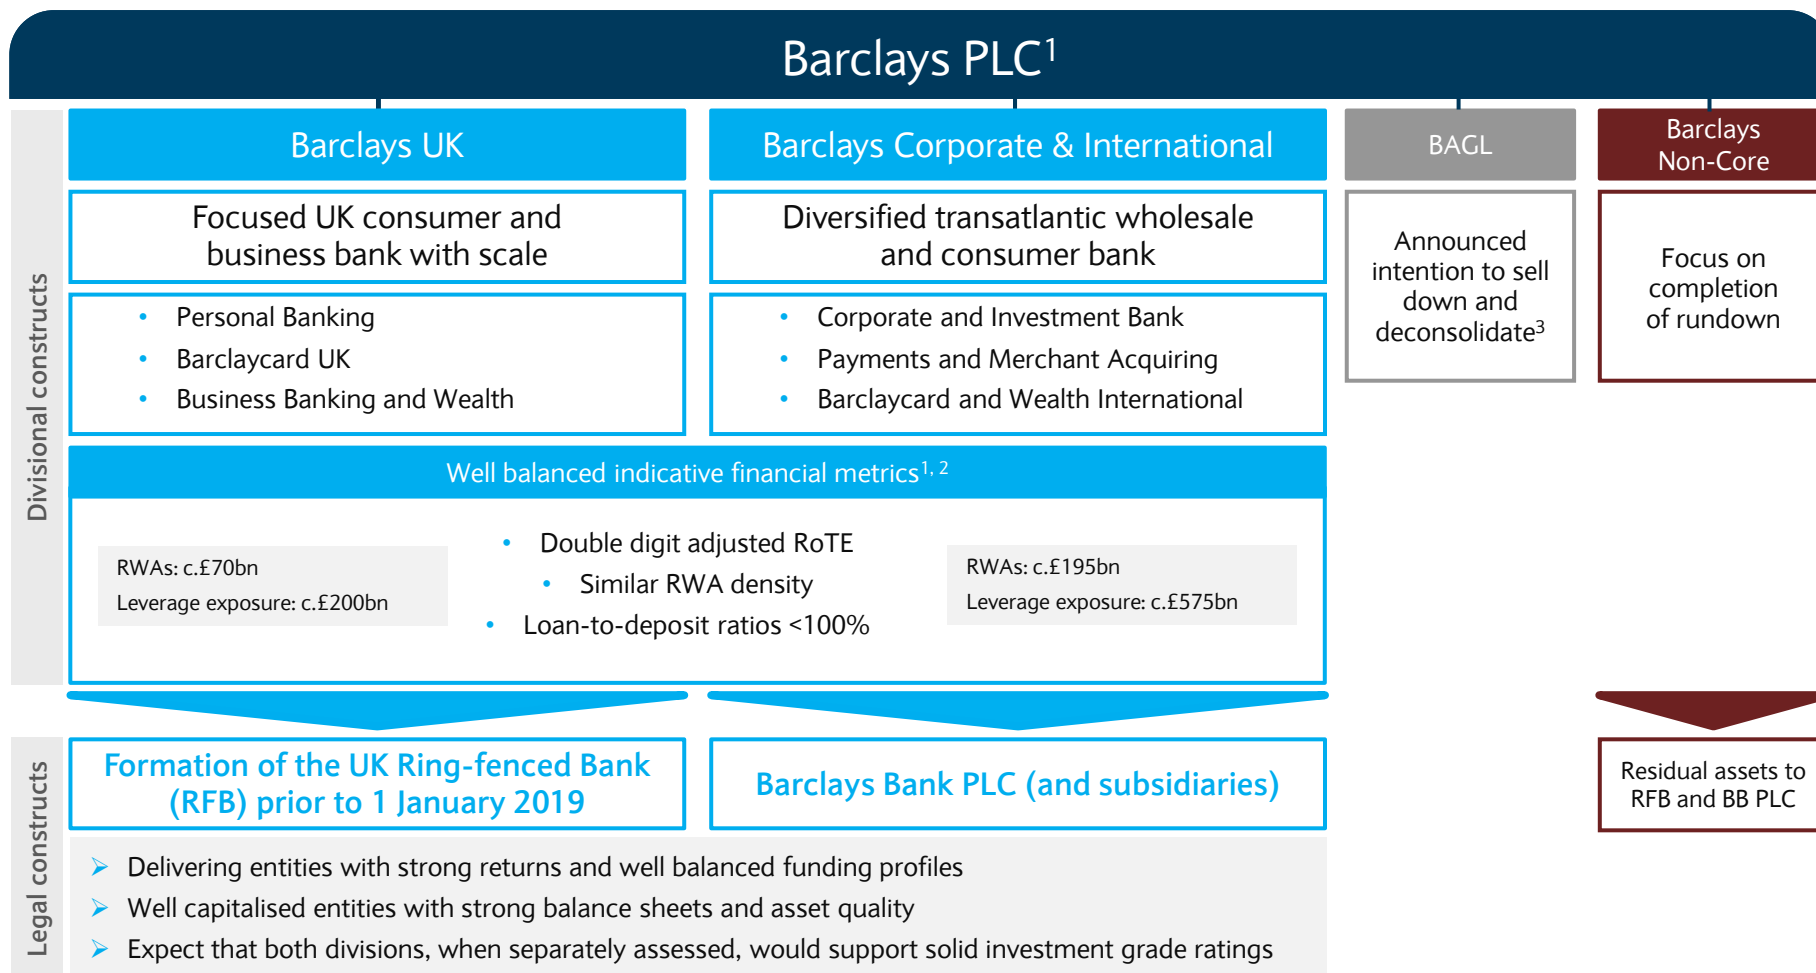 Barclays PLC¹
Divisional constructs
Barclays UK
Focused UK consumer and
business bank with scale
• Personal Banking
• Barclaycard UK
• Business Banking and Wealth
Barclays Corporate & International
Diversified transatlantic wholesale
and consumer bank
• Corporate and Investment Bank
• Payments and Merchant Acquiring
• Barclaycard and Wealth International
BAGL
Announced
intention to sell
down and
deconsolidate³
Barclays
Non-Core
Focus on
completion
of rundown
Well balanced indicative financial metrics¹˒ ²
RWAs: c.£70bn
Leverage exposure: c.£200bn
• Double digit adjusted RoTE
• Similar RWA density
• Loan-to-deposit ratios <100%
RWAs: c.£195bn
Leverage exposure: c.£575bn
Legal constructs
Formation of the UK Ring-fenced Bank
(RFB) prior to 1 January 2019
Barclays Bank PLC (and subsidiaries)
Residual assets to
RFB and BB PLC
➢ Delivering entities with strong returns and well balanced funding profiles
➢ Well capitalised entities with strong balance sheets and asset quality
➢ Expect that both divisions, when separately assessed, would support solid investment grade ratings